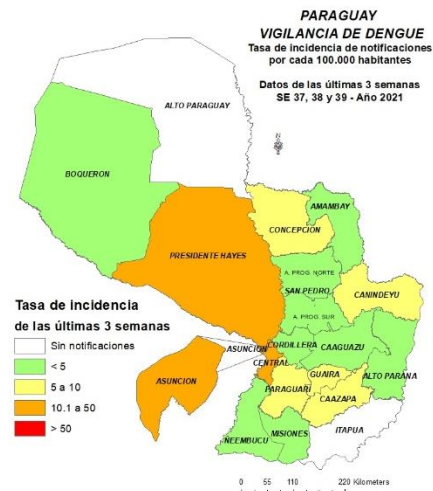 PARAGUAY
VIGILANCIA DE DENGUE
Tasa de incidencia de notificaciones
por cada 100.000 habitantes
Datos de las últimas 3 semanas
SE 37, 38 y 39 - Año 2021
ALTO PARAGUAY
BOQUERON
AMAMBAY
CONCEPCION
PRESIDENTE HAYES
A. PROG. NORTE
SAN PEDRO
CANINDEYU
A. PROG. SUR
Tasa de incidencia
de las últimas 3 semanas
Sin notificaciones
< 5
5 a 10
10.1 a 50
> 50
ASUNCION
CORDILLERA
CAAGUAZU
CENTRAL
ASUNCION
GUAIRA
ALTO PARANA
PARAGUARI
CAAZAPA
ITAPUA
MISIONES
ÑEEMBUCU
0 55 110 220 Kilometers